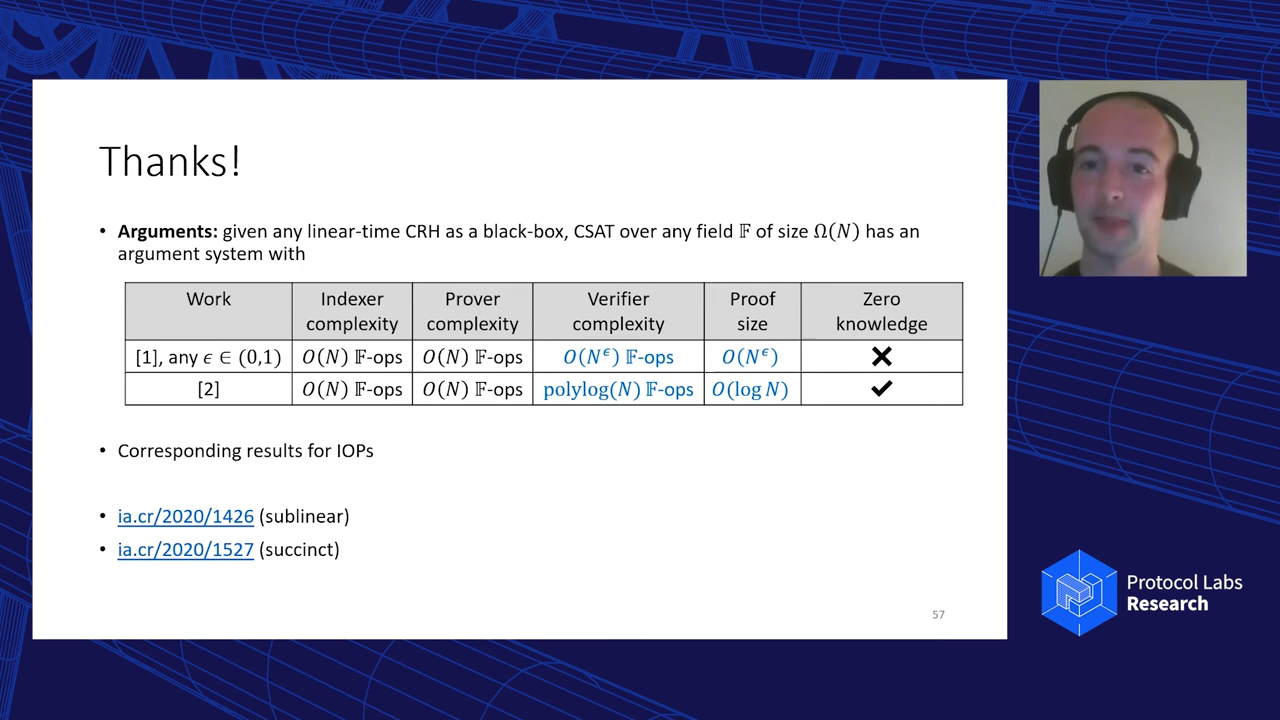 Thanks!
• Arguments: given any linear-time CRH as a black-box, CSAT over any field 𝔽 of size Ω(N) has an
argument system with
Work Indexer complexity Prover complexity Verifier complexity Proof size Zero knowledge
[1], any ϵ ∈ (0,1) O(N) 𝔽-ops O(N) 𝔽-ops O(N^ϵ) 𝔽-ops O(N^ϵ) ✖
[2] O(N) 𝔽-ops O(N) 𝔽-ops polylog(N) 𝔽-ops O(log N) ✔
• Corresponding results for IOPs
• ia.cr/2020/1426 (sublinear)
• ia.cr/2020/1527 (succinct)
57
Protocol Labs
Research